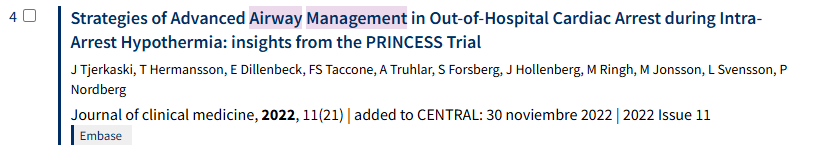 4
Strategies of Advanced Airway Management in Out-of-Hospital Cardiac Arrest during Intra-
Arrest Hypothermia: insights from the PRINCESS Trial
J Tjerkaski, T Hermansson, E Dillenbeck, FS Taccone, A Truhlar, S Forsberg, J Hollenberg, M Ringh, M Jonsson, L Svensson, P
Nordberg
Journal of clinical medicine, 2022, 11(21) | added to CENTRAL: 30 noviembre 2022 | 2022 Issue 11
Embase